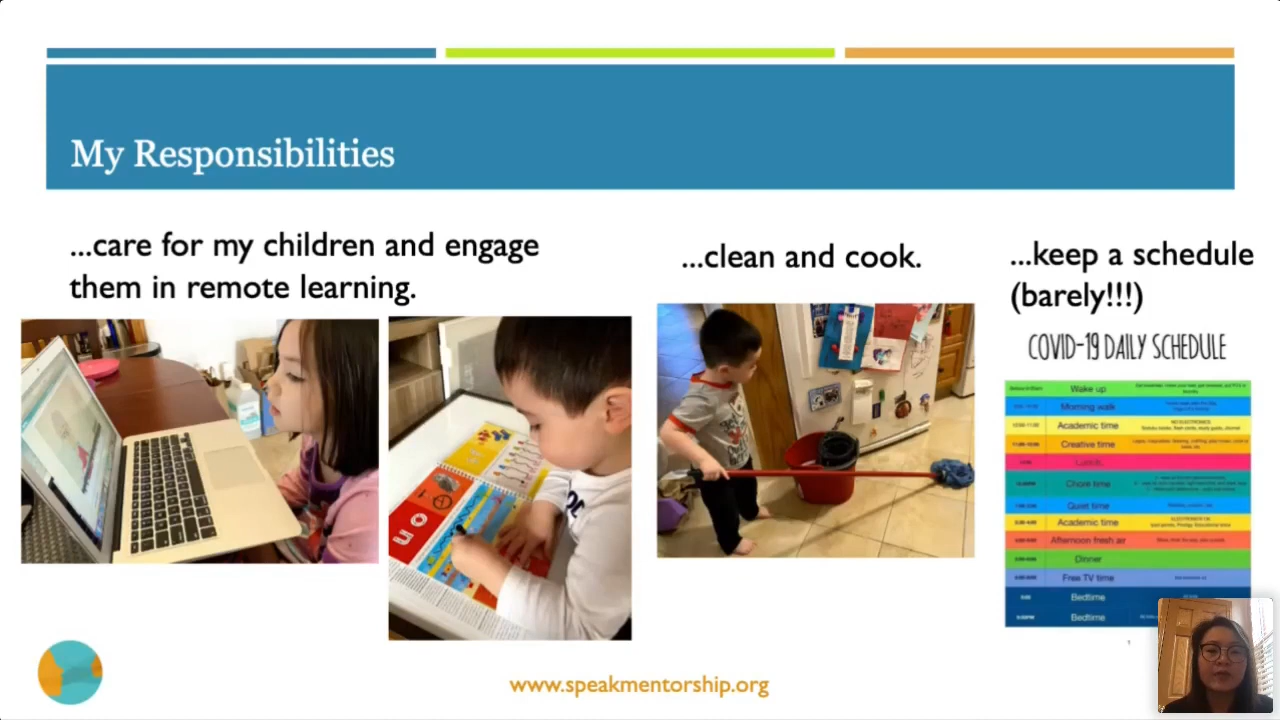 My Responsibilities
...care for my children and engage
them in remote learning.
...clean and cook.
...keep a schedule
(barely!!!)
COVID-19 DAILY SCHEDULE
Wake up
Morning walk
Academic time
Creative time
Chore time
Quiet time
Academic time
Afternoon fresh air
Dinner
Free TV time
Bedtime
Bedtime
www.speakmentorship.org